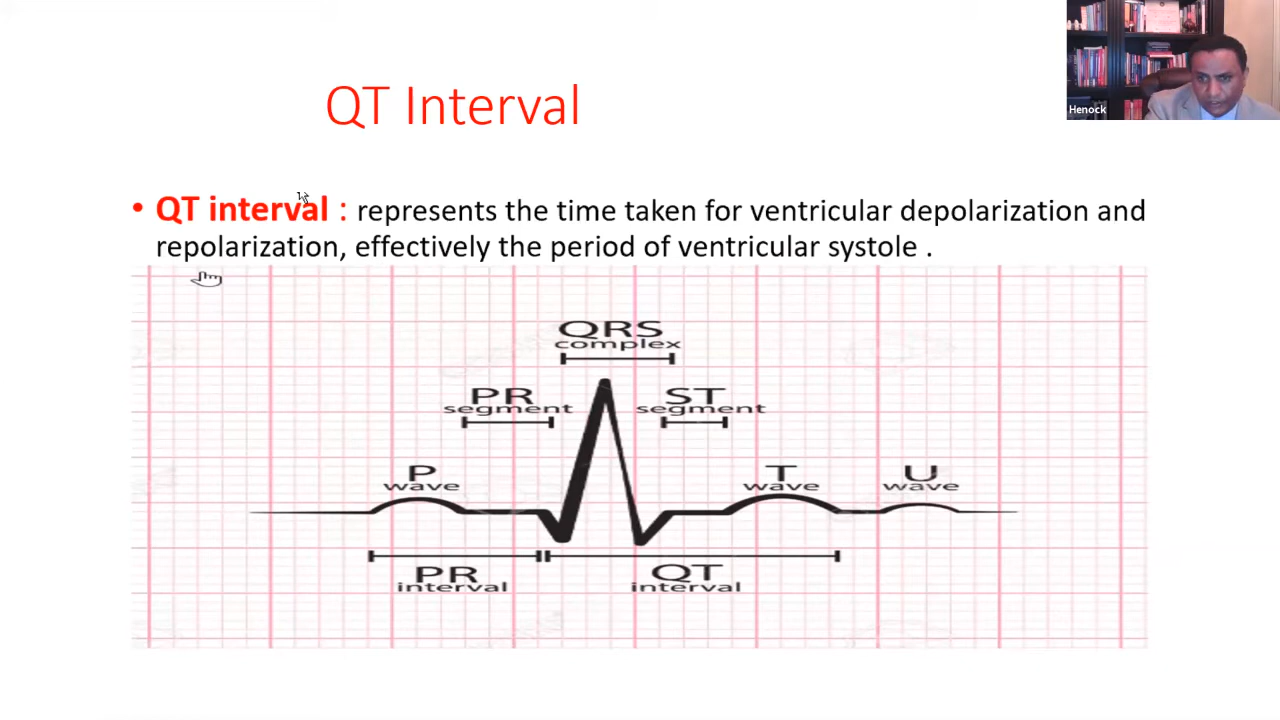 QT Interval
Henock
• QT interval : represents the time taken for ventricular depolarization and
repolarization, effectively the period of ventricular systole .
QRS
complex
PR
segment
ST
segment
P
wave
T
wave
U
wave
PR
interval
QT
interval